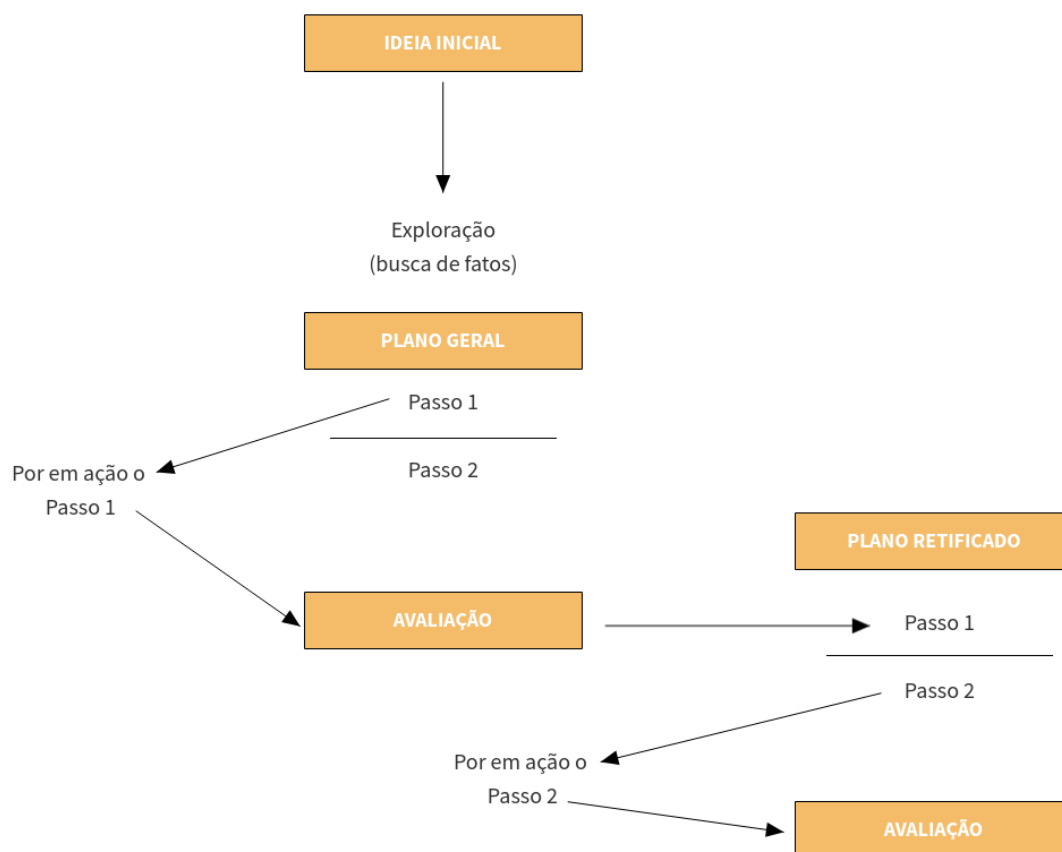 IDEIA INICIAL
Exploração
(busca de fatos)
PLANO GERAL
Passo 1
Passo 2
Por em ação o
Passo 1
AVALIAÇÃO
PLANO RETIFICADO
Passo 1
Passo 2
Por em ação o
Passo 2
AVALIAÇÃO